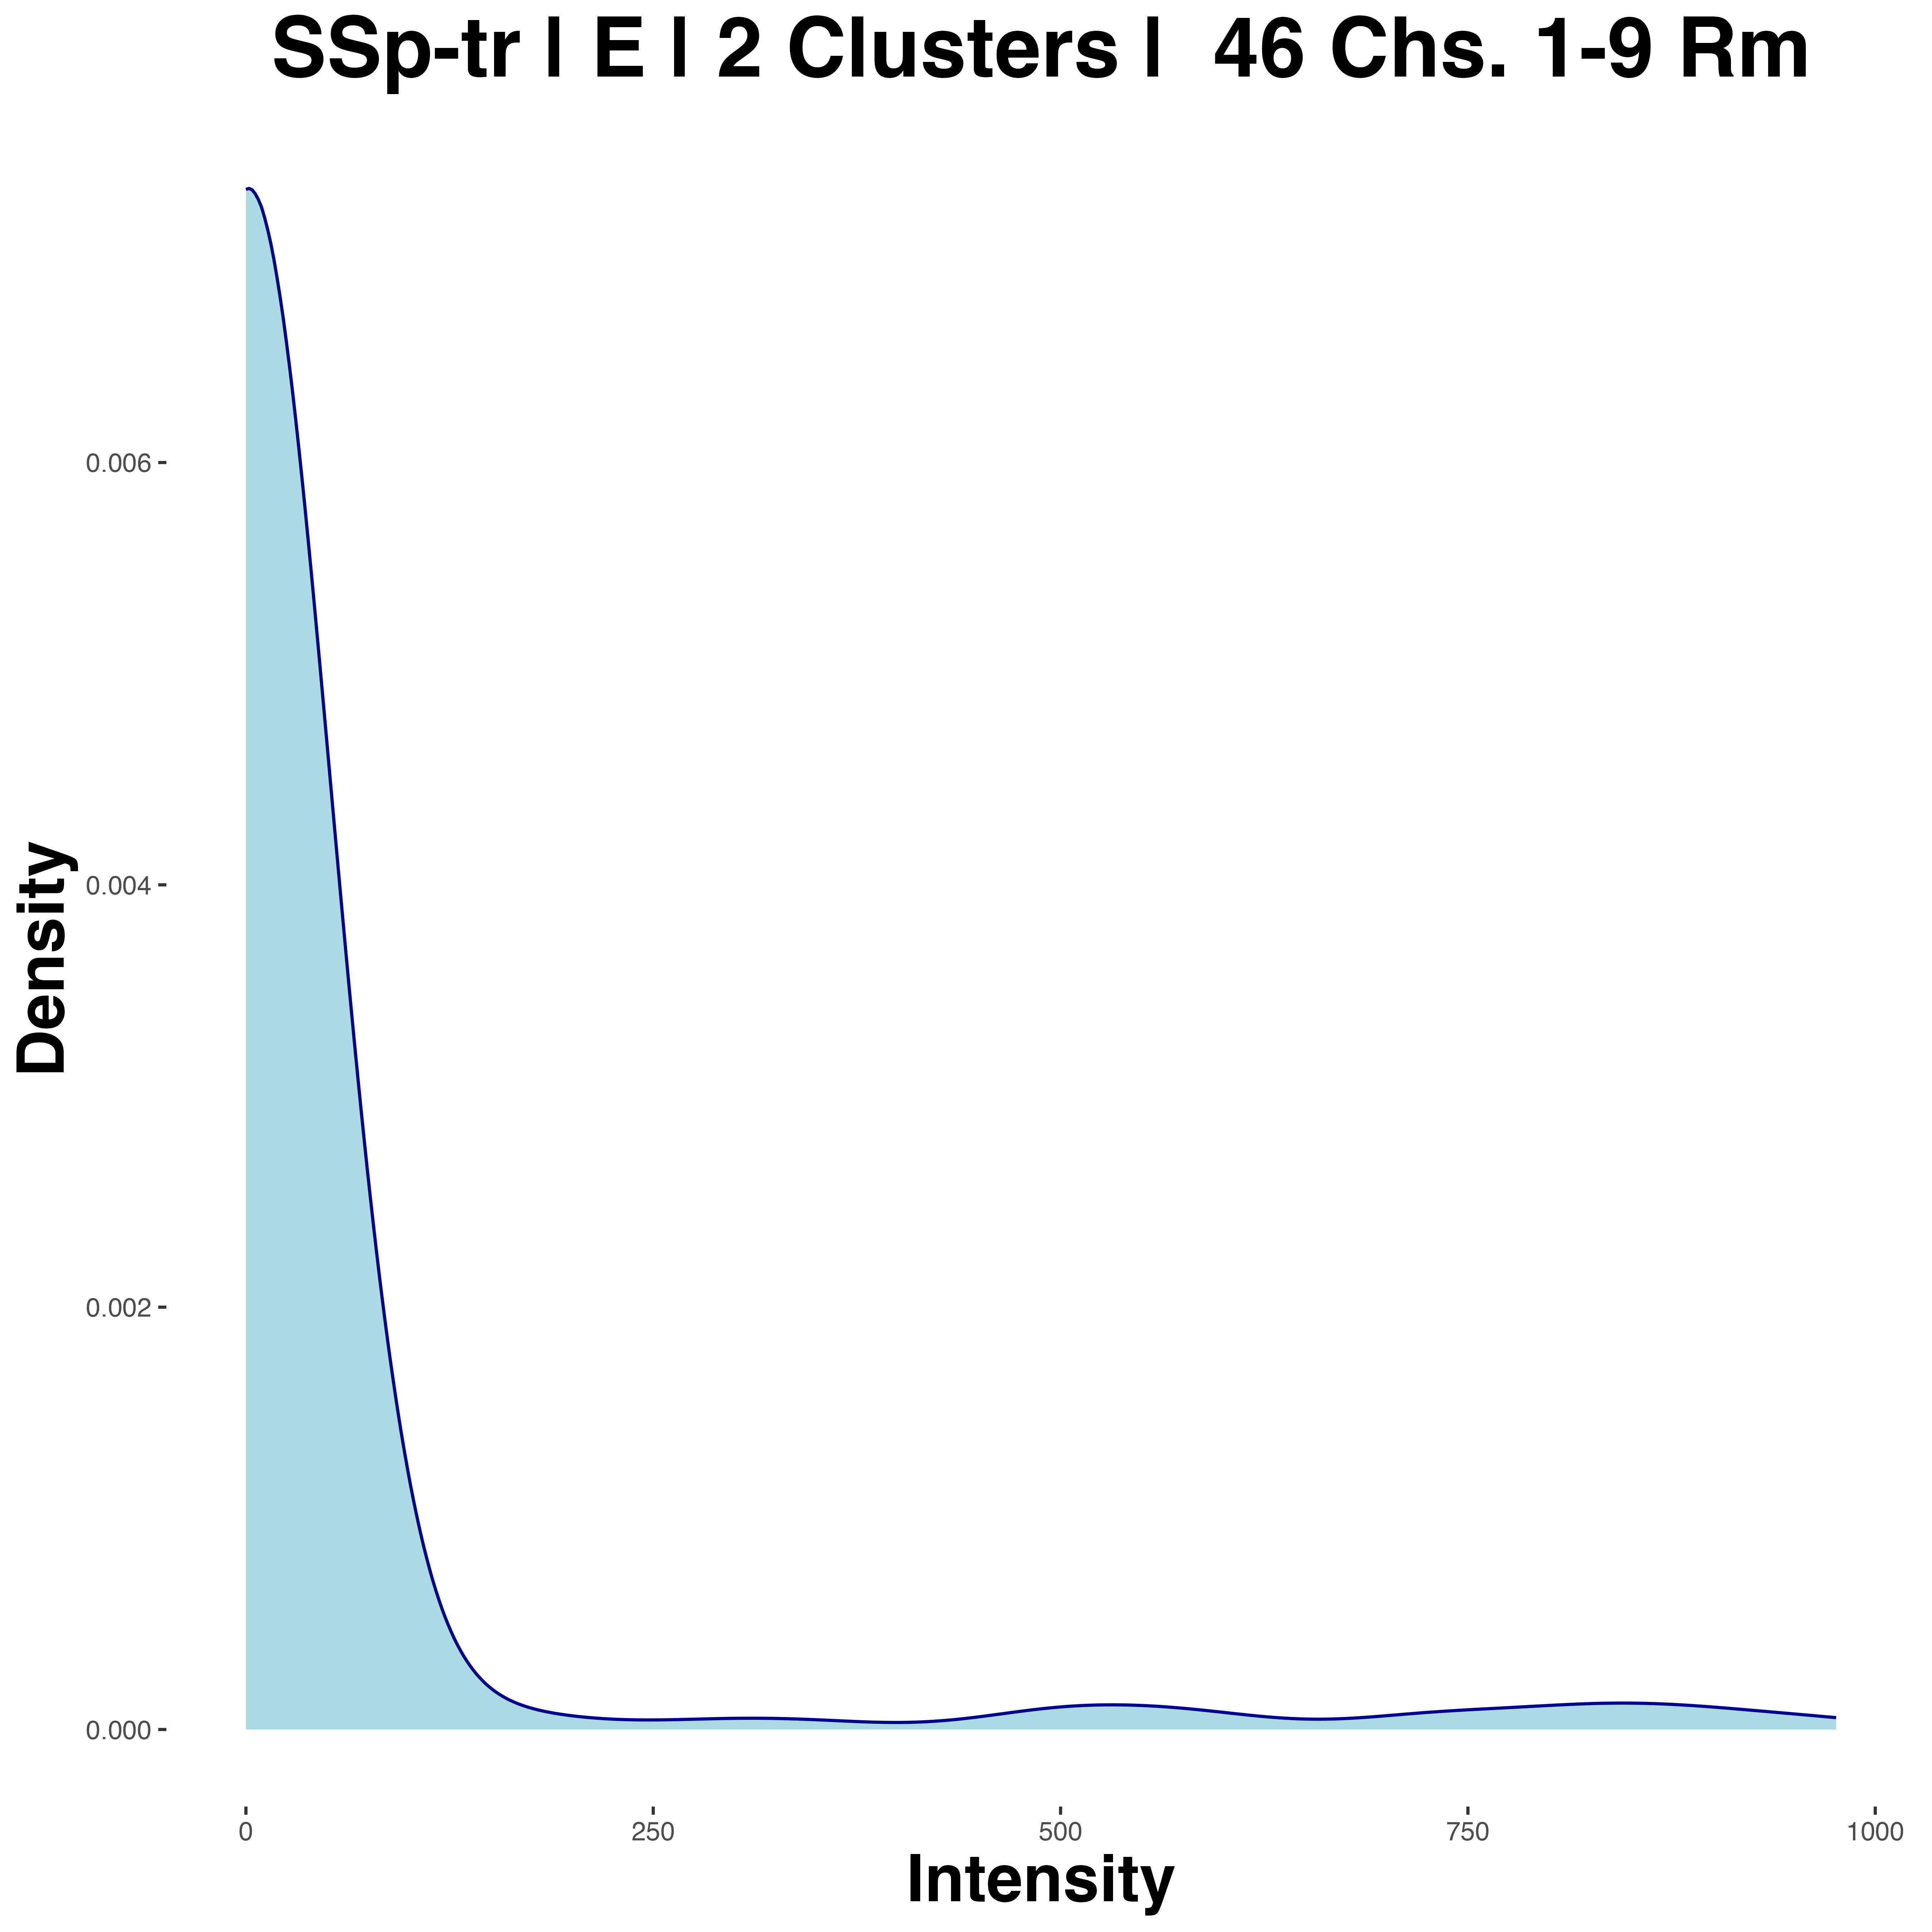 SSp-tr | E | 2 Clusters |  46 Chs. 1-9 Rm
0.006
0.004
0.002
0.000
Density
0 250 500 750 1000
Intensity